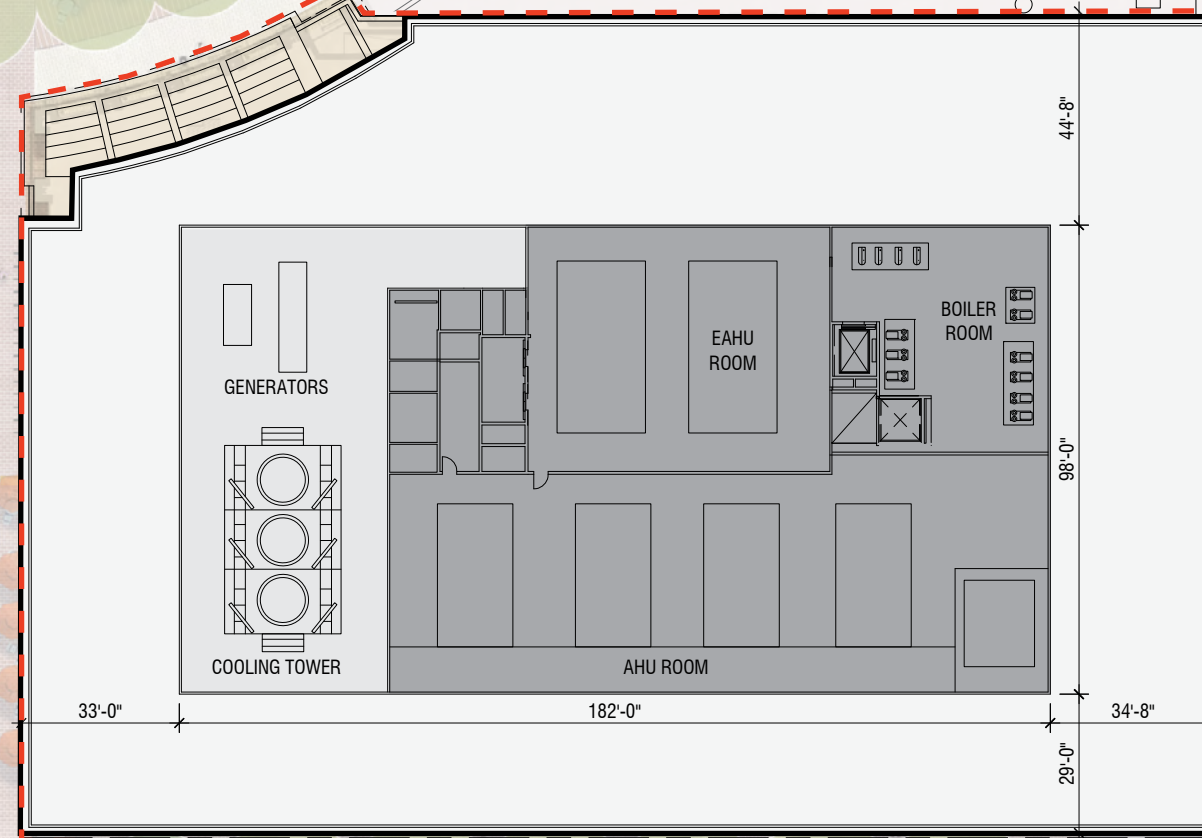 44'-8"
EAHU
ROOM
BOILER
ROOM
GENERATORS
98'-0"
COOLING TOWER
AHU ROOM
33'-0"
182'-0"
34'-8"
29'-0"